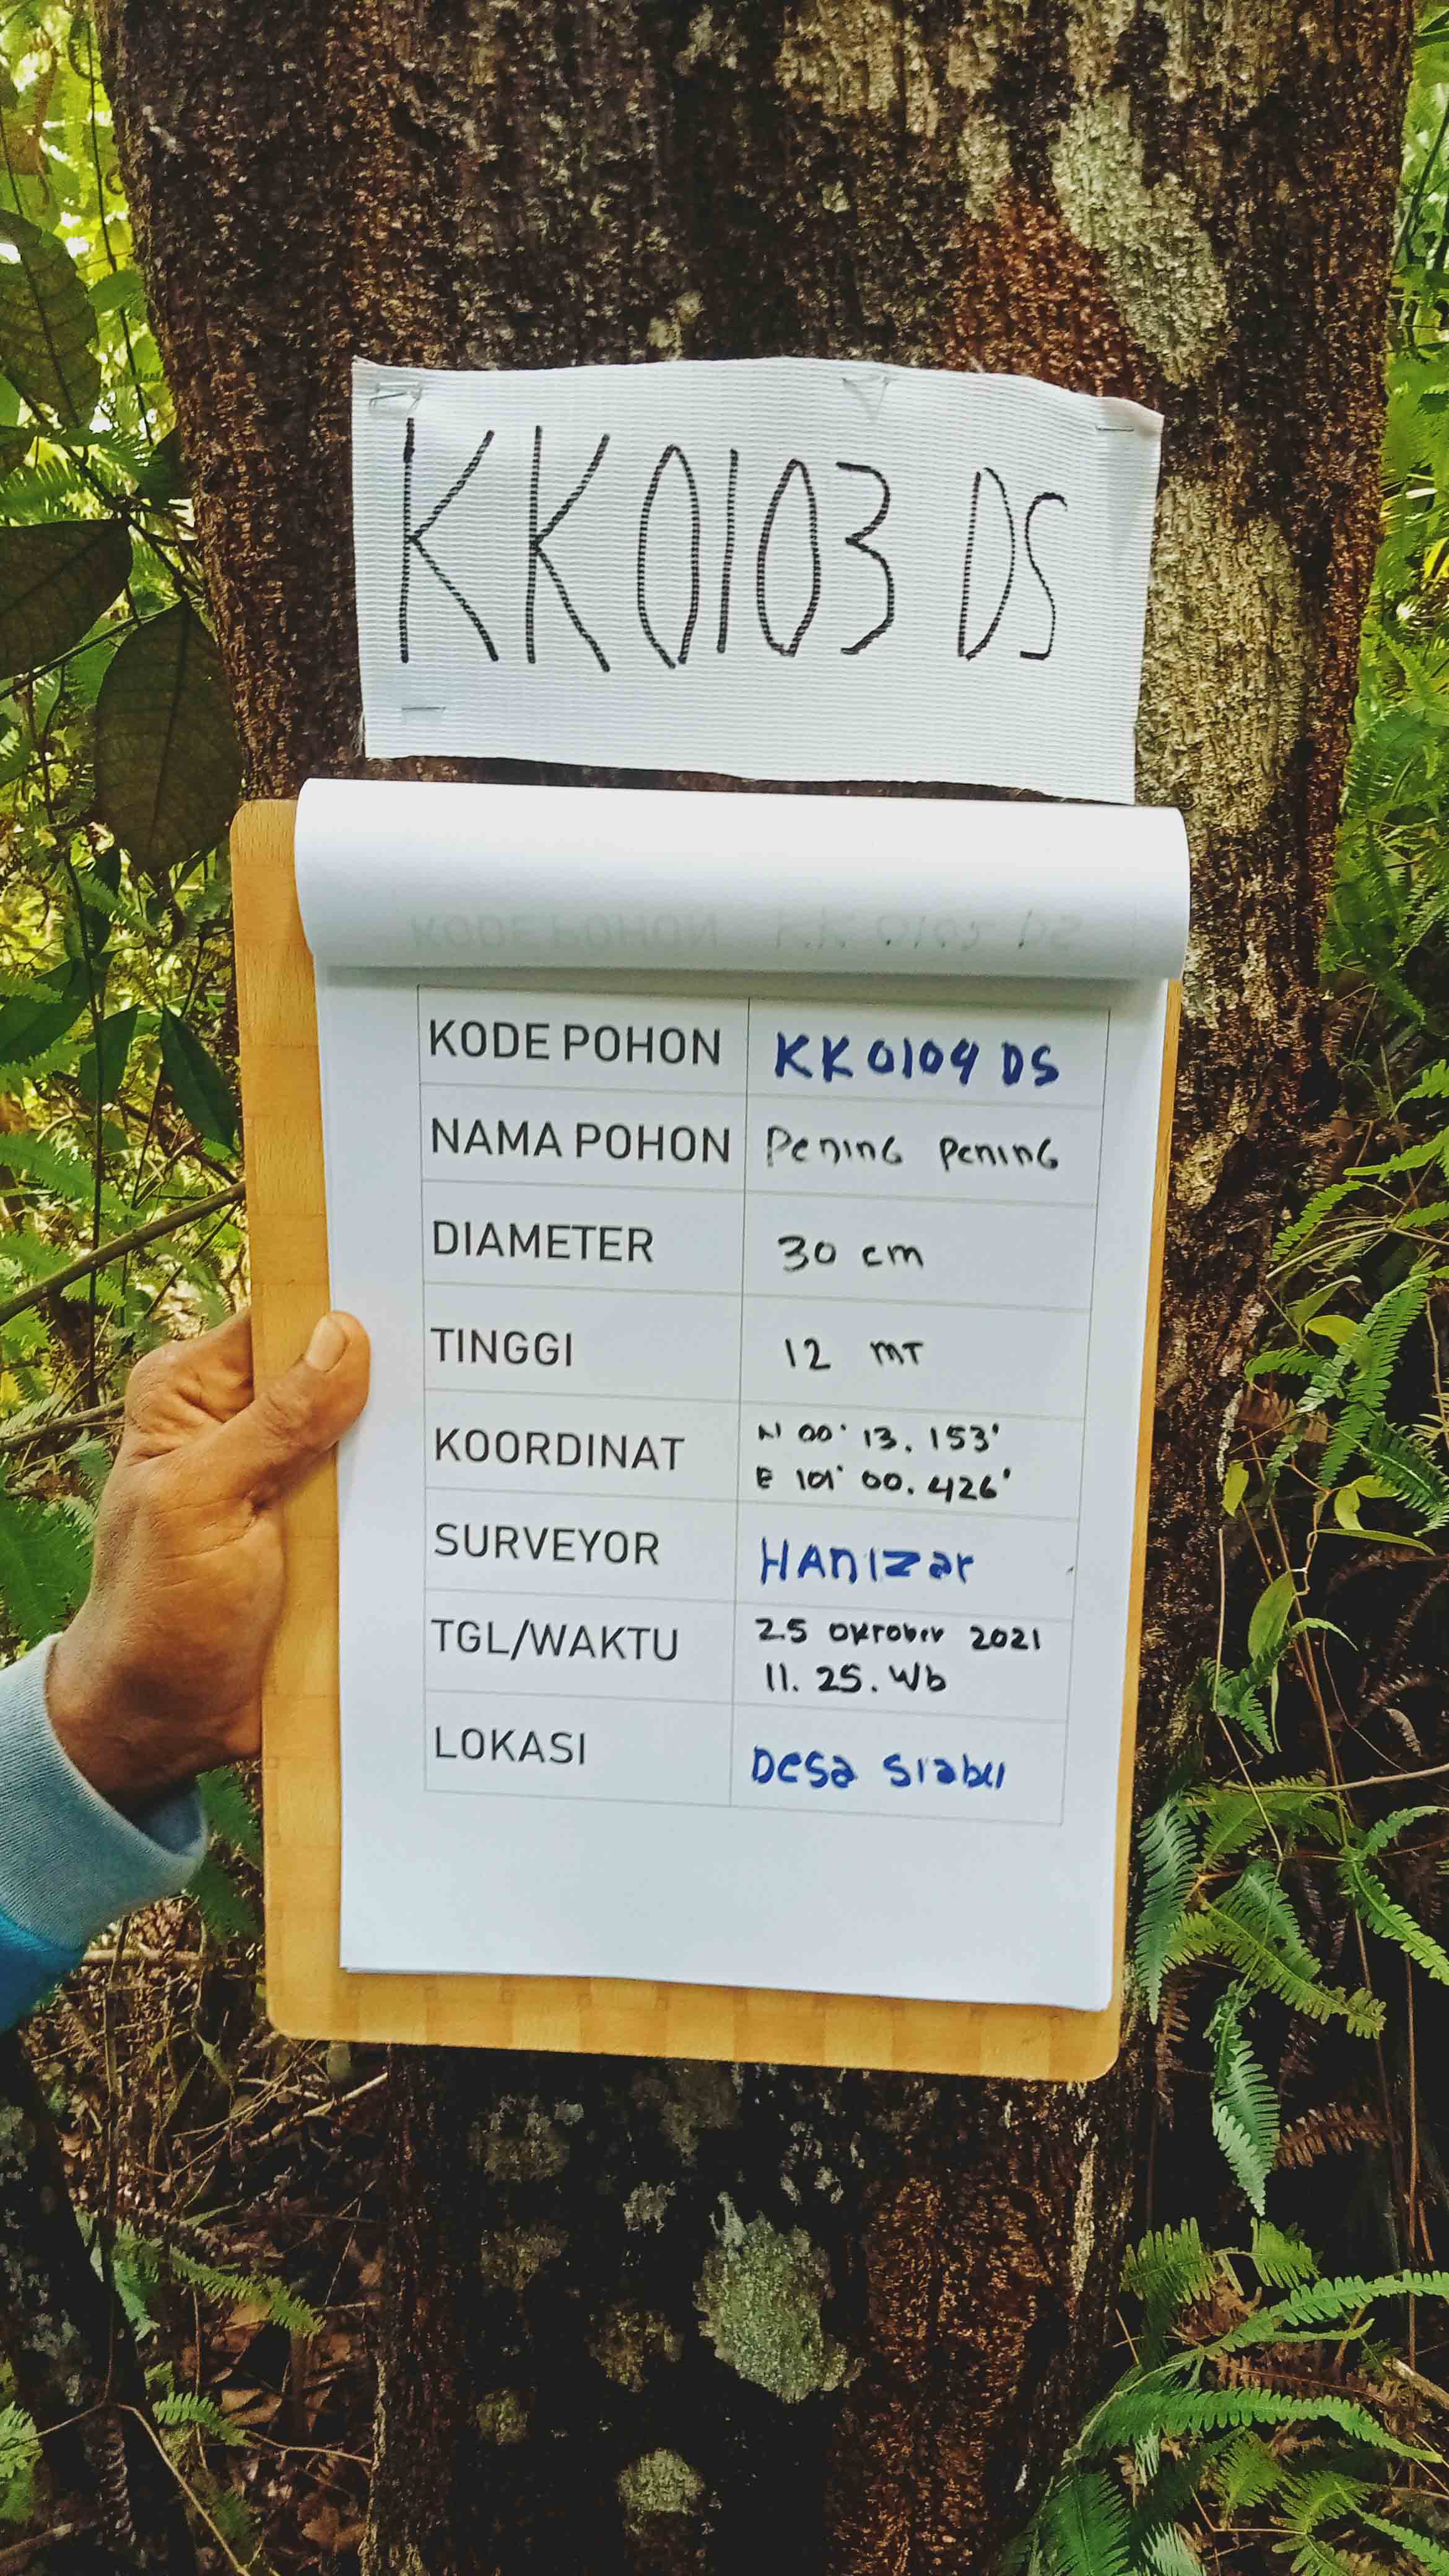 KK0103 DS
KODE POHON KK 0103 DS
KODE POHON KK0104 DS
NAMA POHON Pening Pening
DIAMETER 30 cm
TINGGI 12 mT
KOORDINAT N 00° 13. 153'
E 101° 00. 426'
SURVEYOR HAnIZar
TGL/WAKTU 25 Oktober 2021
11. 25. Wb
LOKASI Desa Siabu